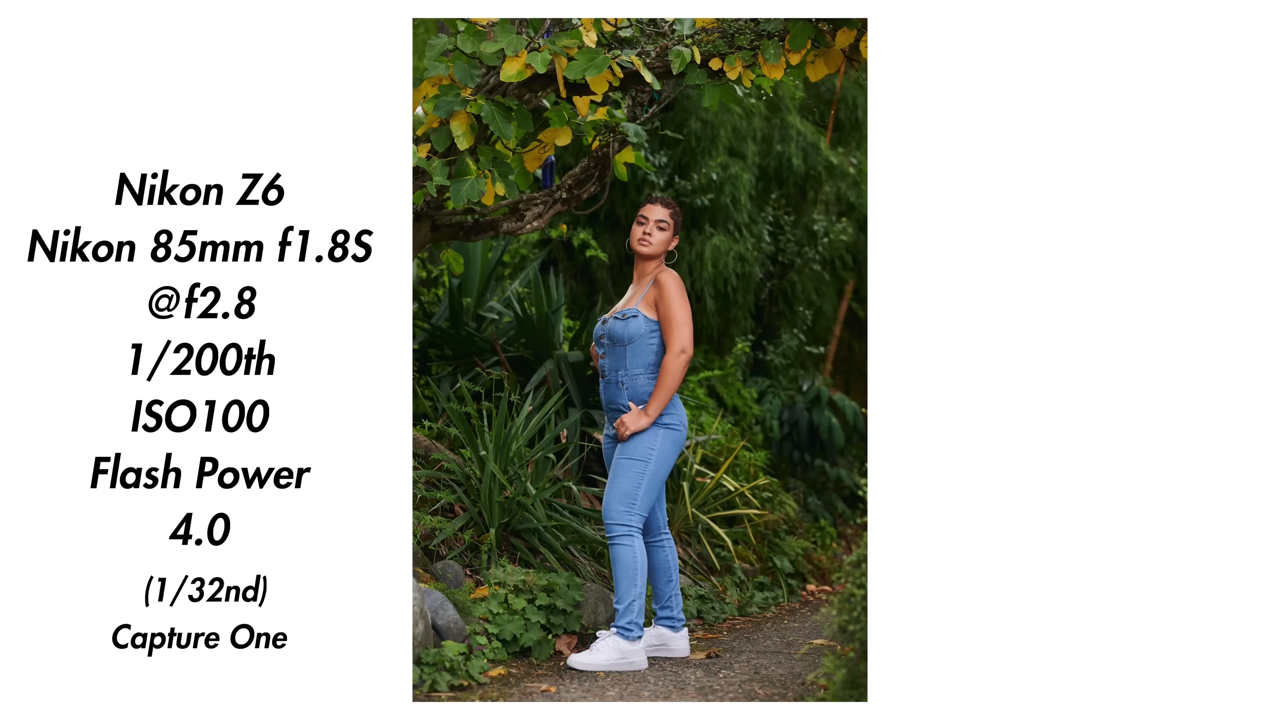 Nikon Z6
Nikon 85mm f1.8S
@f2.8
1/200th
ISO100
Flash Power
4.0
(1/32nd)
Capture One